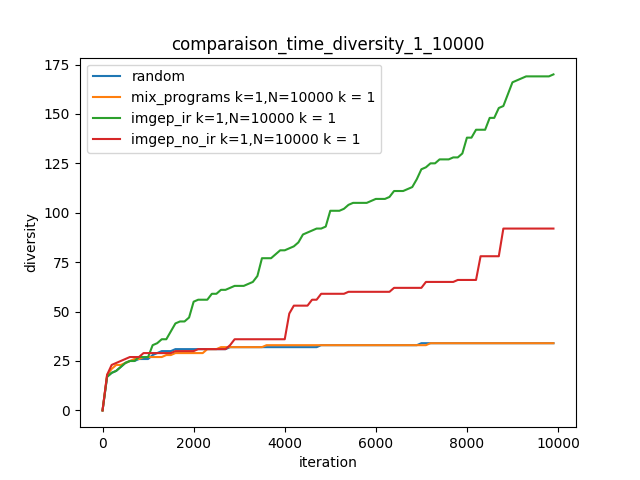 comparaison_time_diversity_1_10000
random
mix_programs k=1,N=10000 k = 1
imgep_ir k=1,N=10000 k = 1
imgep_no_ir k=1,N=10000 k = 1
175
150
125
100
75
50
25
0
diversity
0 2000 4000 6000 8000 10000
iteration